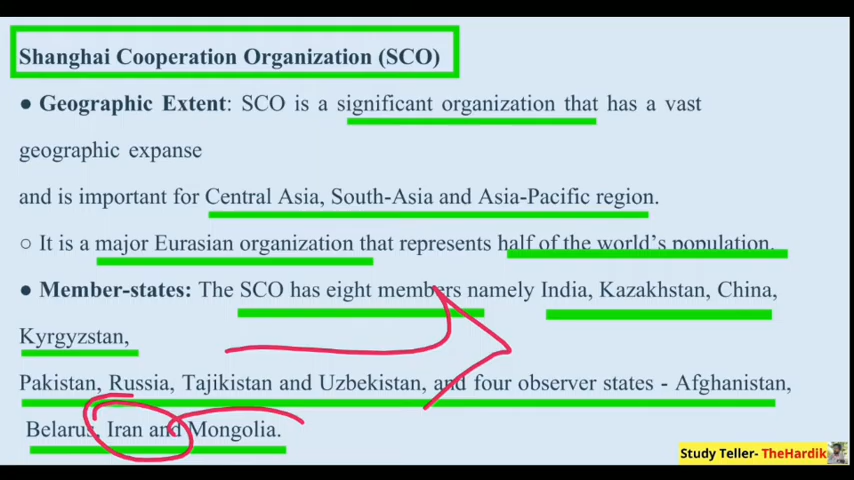 Shanghai Cooperation Organization (SCO)
● Geographic Extent: SCO is a significant organization that has a vast
geographic expanse
and is important for Central Asia, South-Asia and Asia-Pacific region.
○ It is a major Eurasian organization that represents half of the world's population.
● Member-states: The SCO has eight members namely India, Kazakhstan, China,
Kyrgyzstan,
Pakistan, Russia, Tajikistan and Uzbekistan, and four observer states - Afghanistan,
Belarus, Iran and Mongolia.
Study Teller- TheHardik